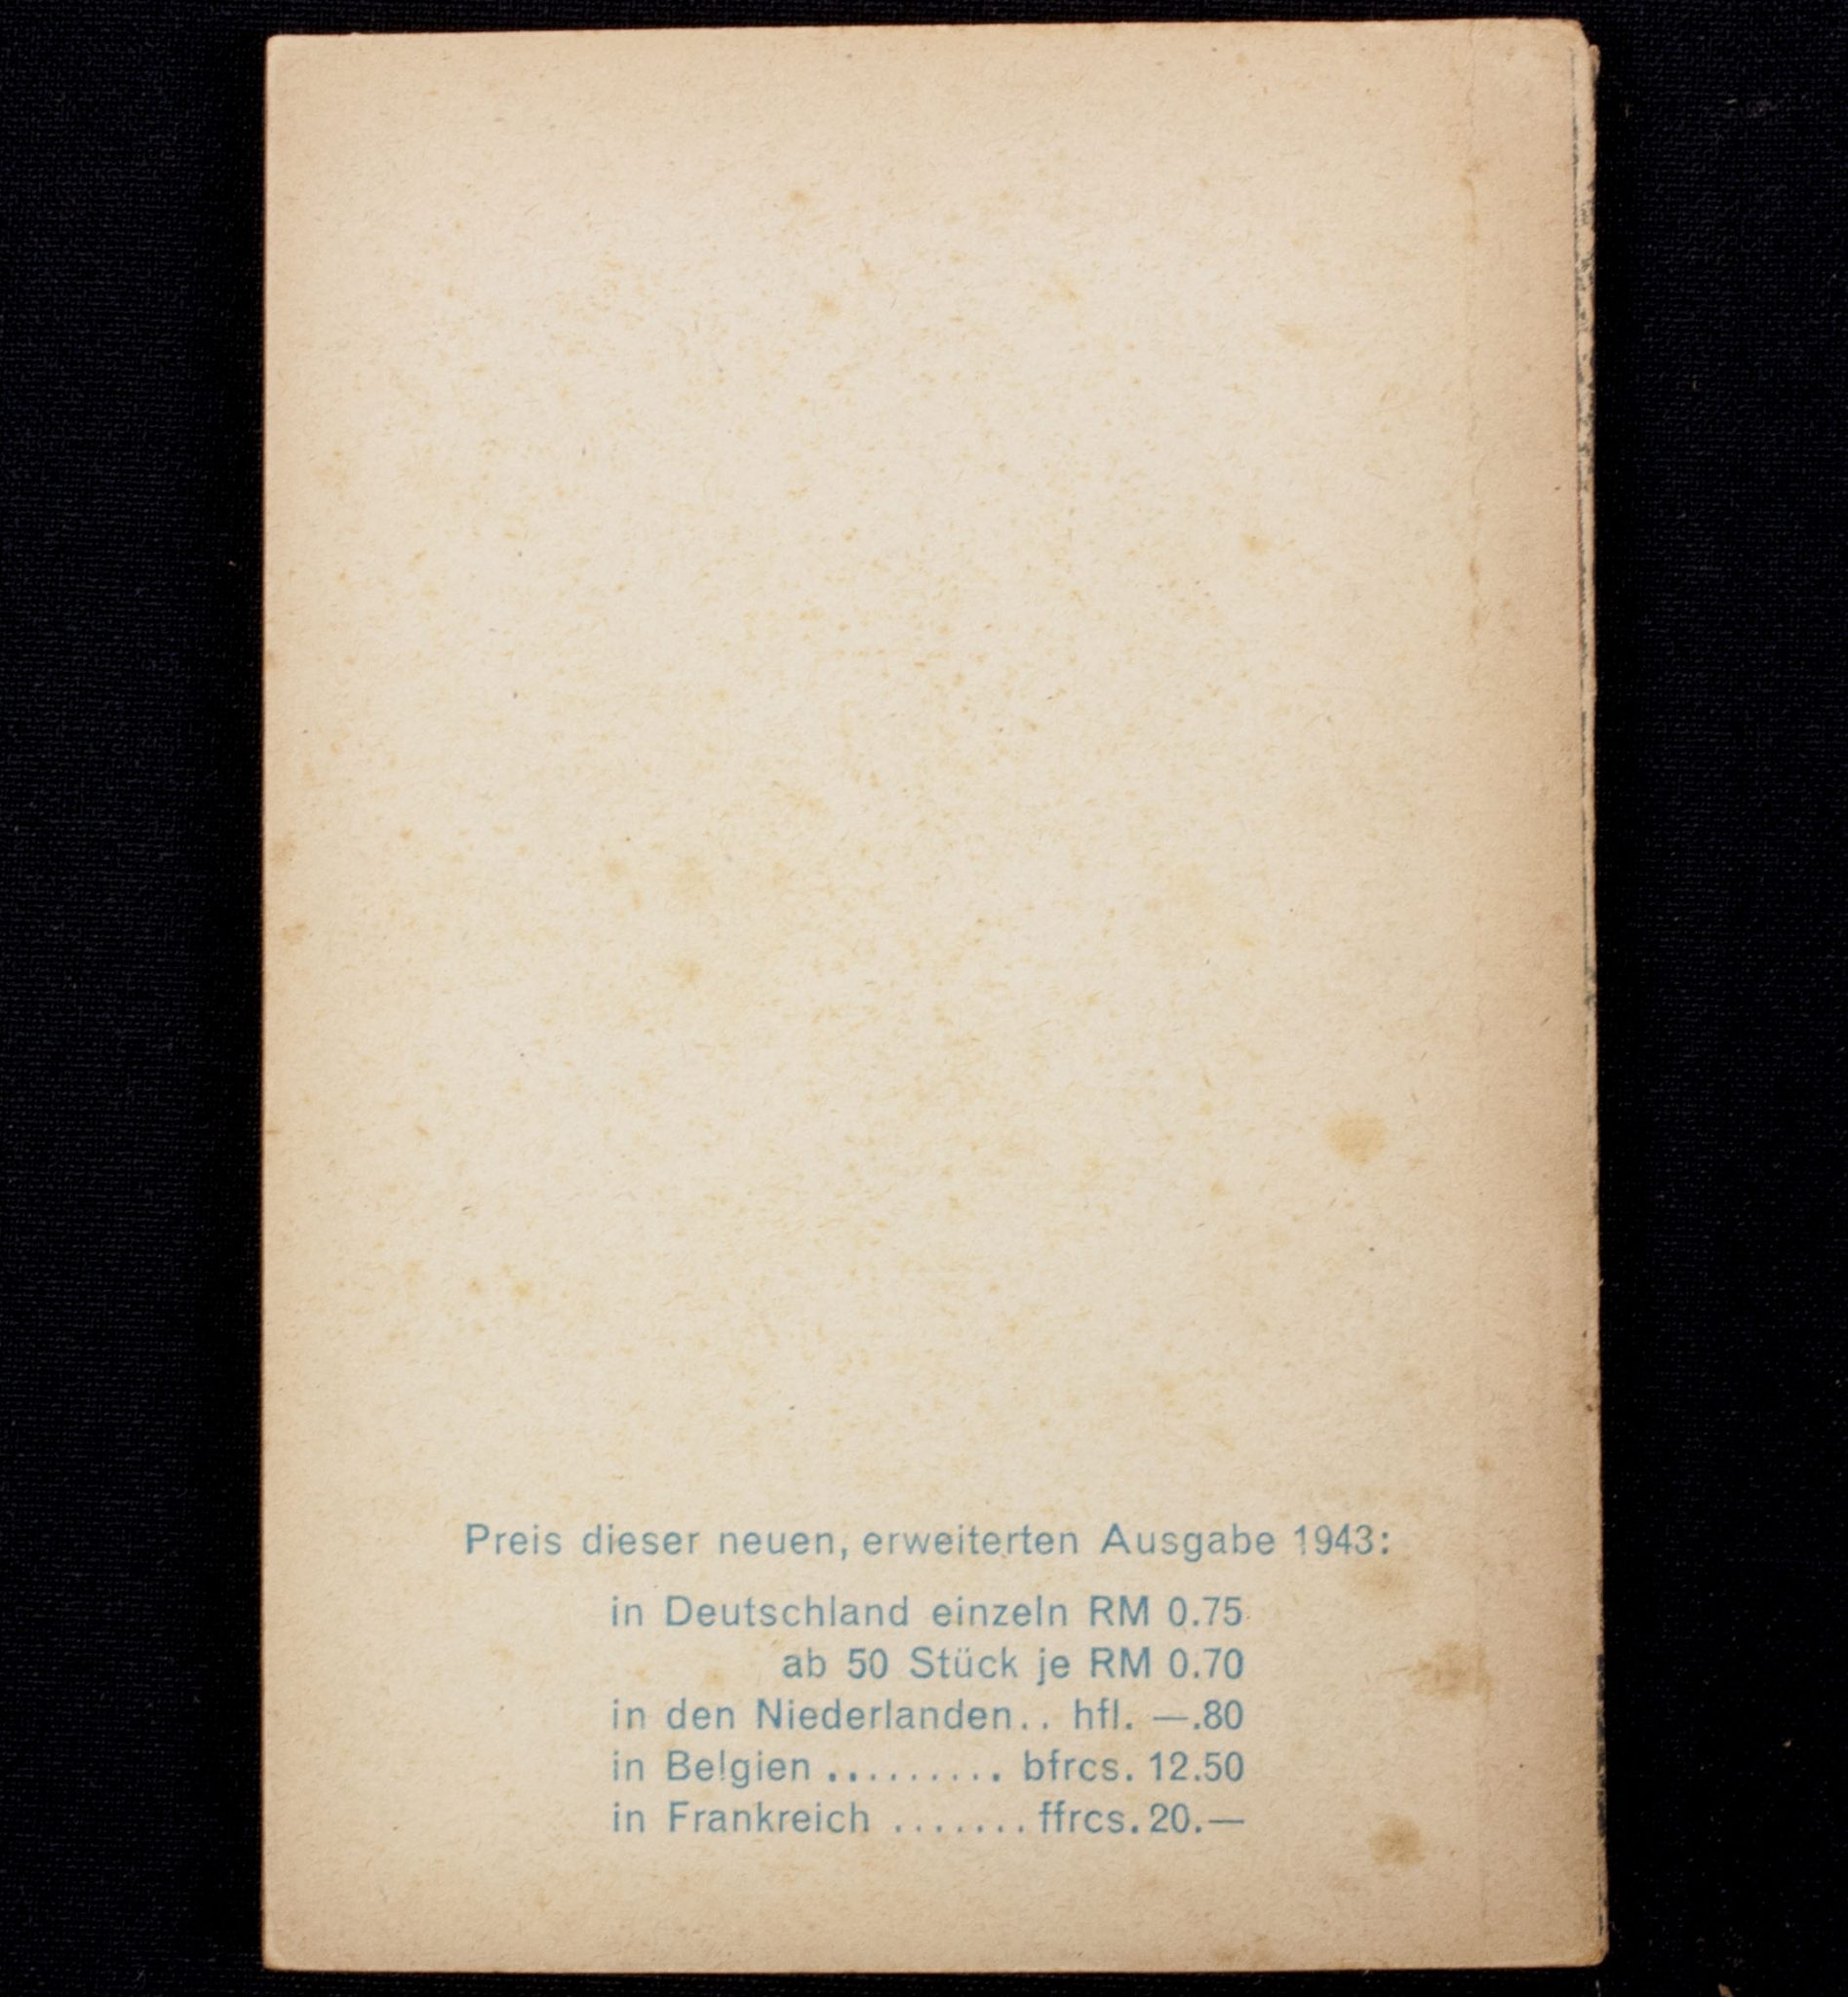 Preis dieser neuen, erweiterten Ausgabe 1943:
in Deutschland einzeln RM 0.75
ab 50 Stück je RM 0.70
in den Niederlanden.. hfl. —.80
in Belgien ......... bfrcs. 12.50
in Frankreich ....... ffrcs. 20.—